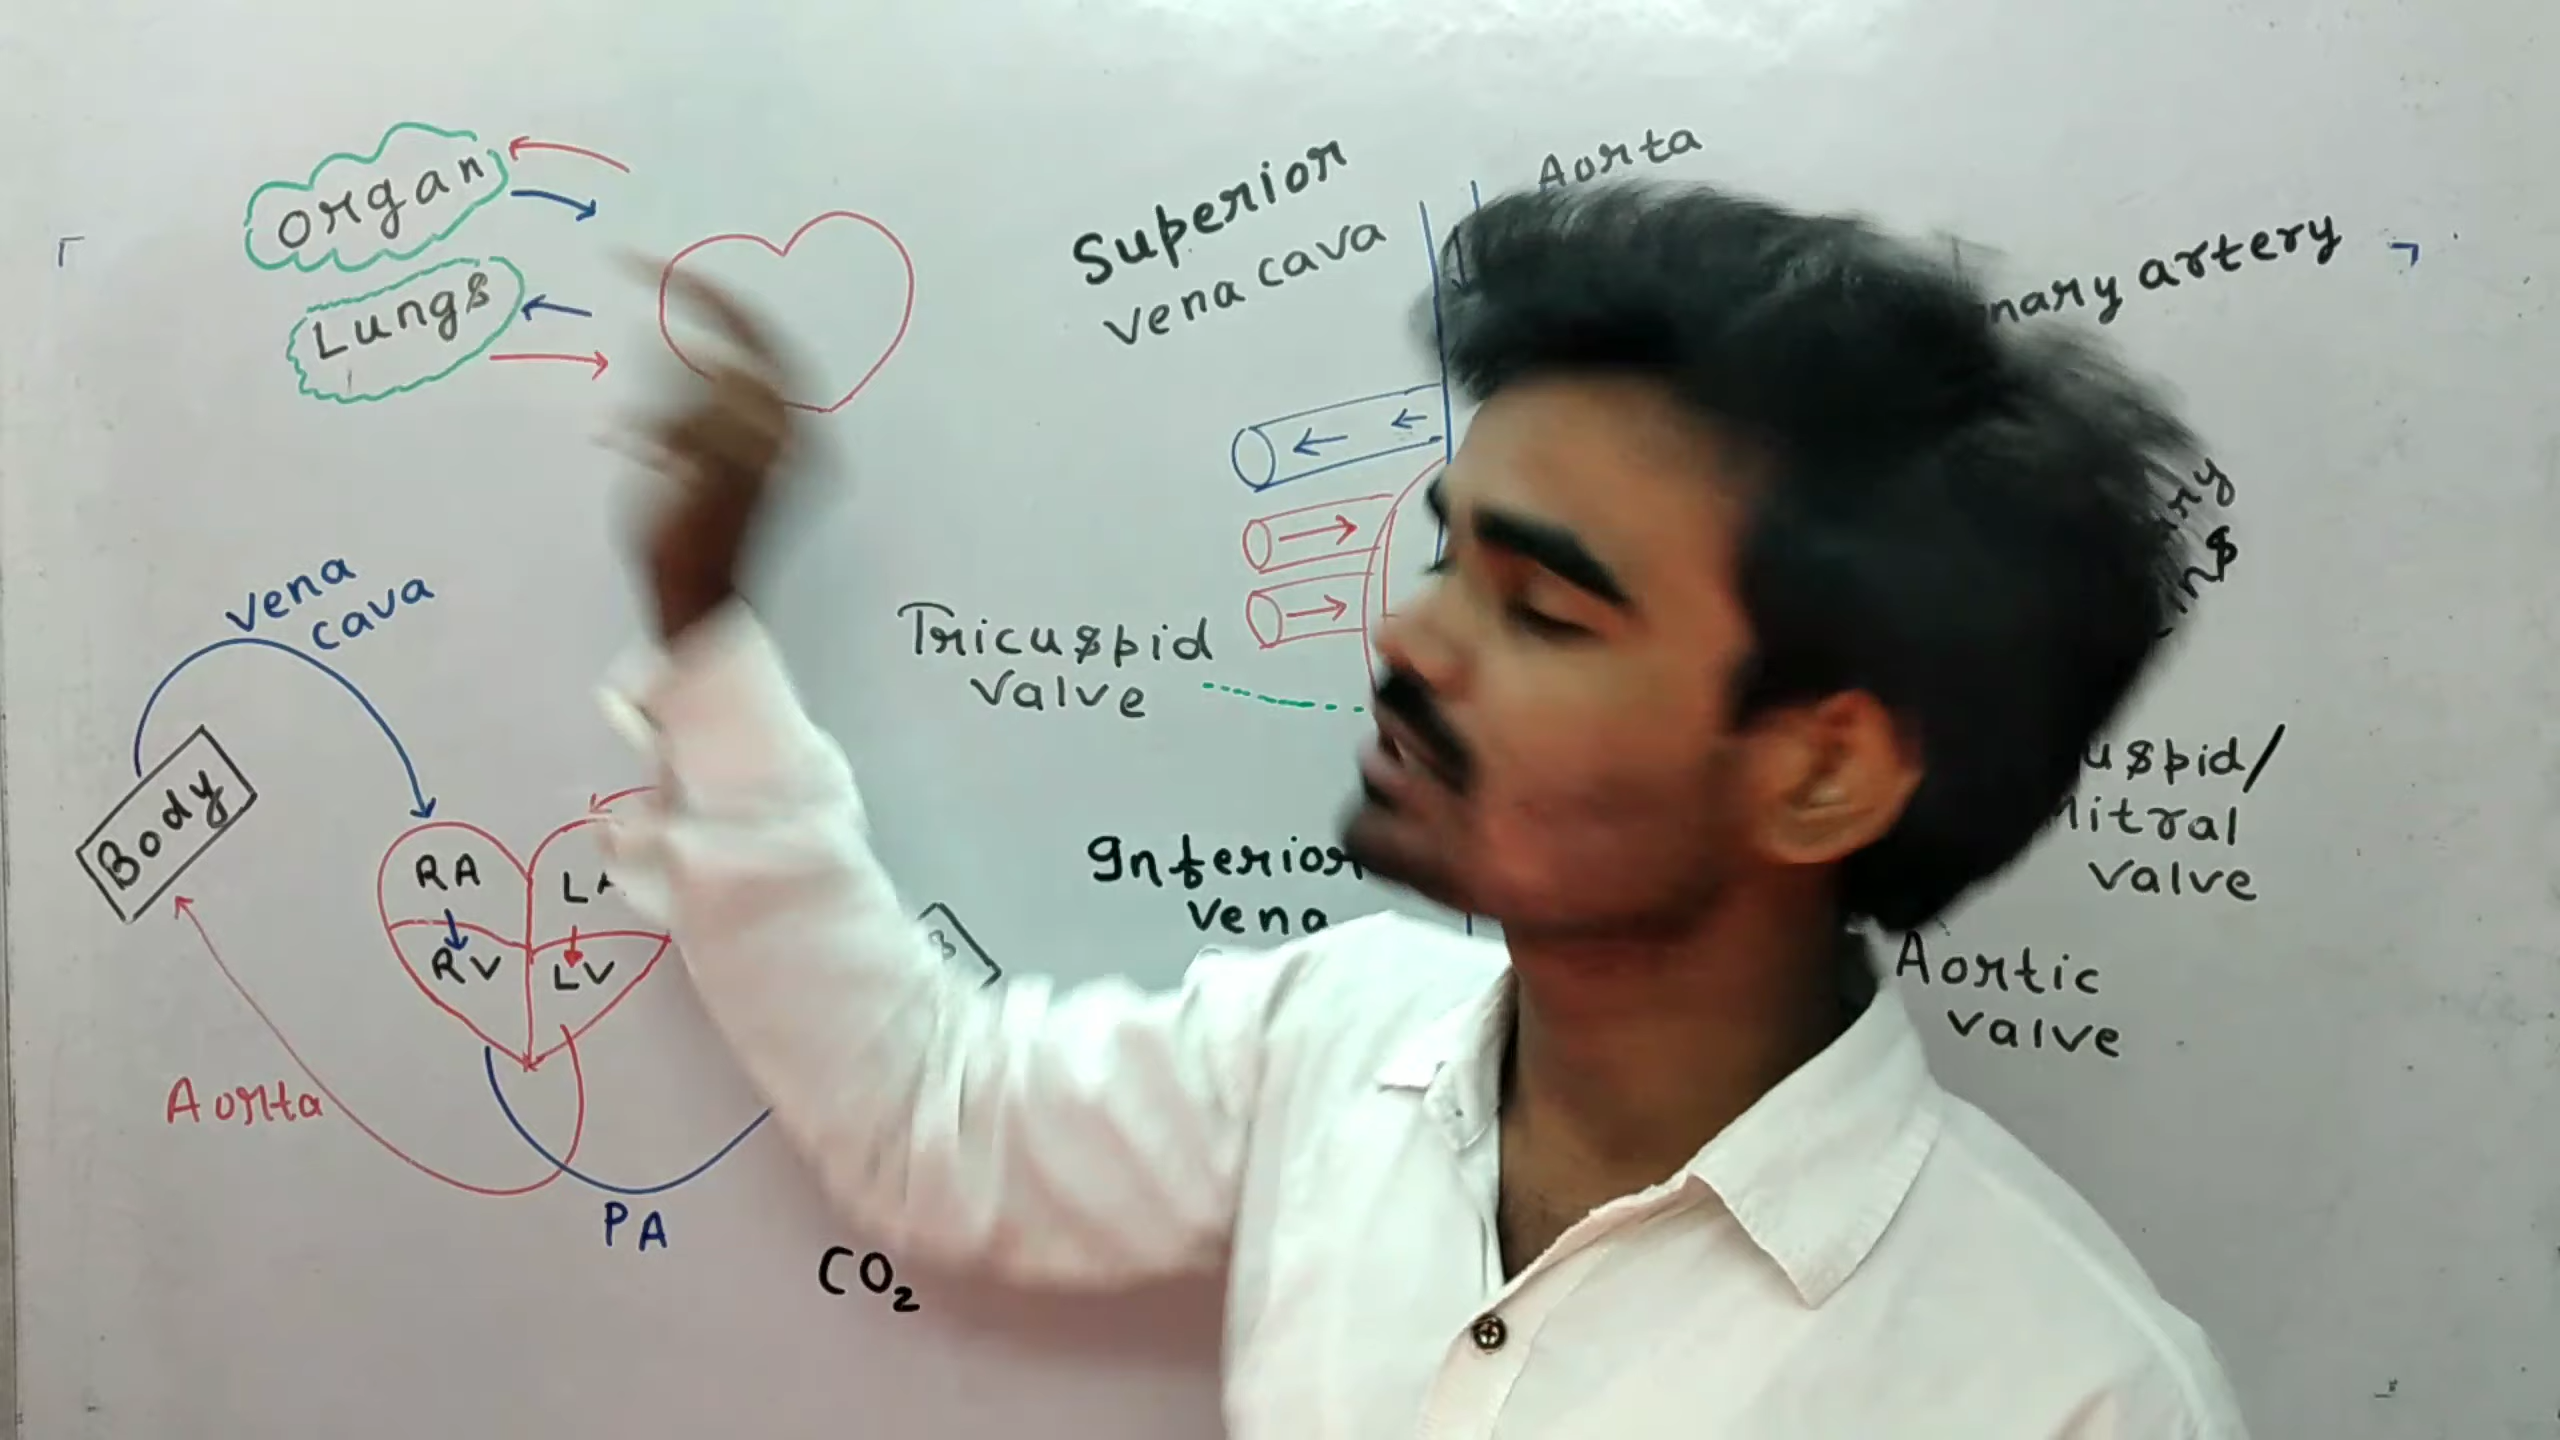 organ
Lungs
vena
cava
Body
RA
RV
LV
Aorta
PA
CO₂
Superior
vena cava
Aorta
nary artery
Tricuspid
valve
Inferior
vena
uspid/
itral
valve
Aortic
valve